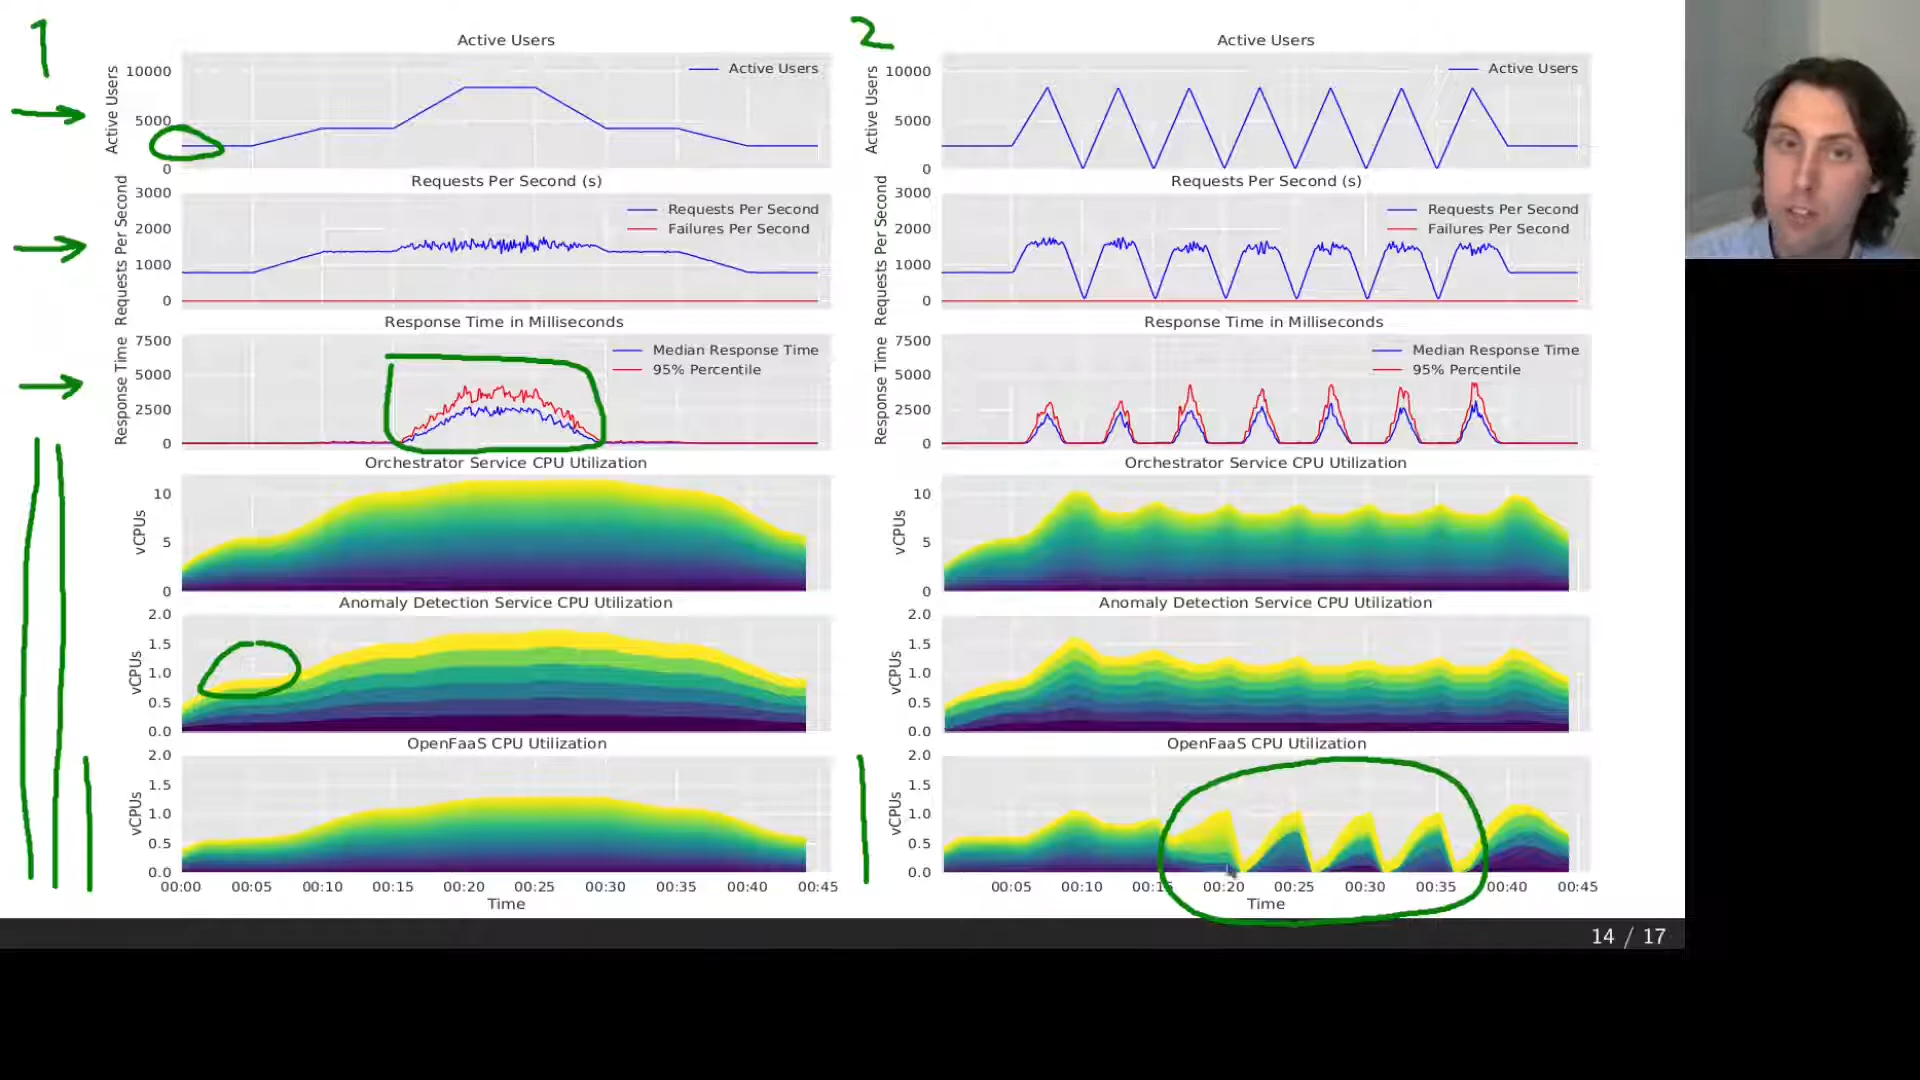 1
2
Active Users
Active Users
10000
5000
0
Active Users
Active Users
Active Users
10000
5000
0
Active Users
Requests Per Second (s)
Requests Per Second
3000
2000
1000
0
Requests Per Second
Failures Per Second
Requests Per Second (s)
Requests Per Second
3000
2000
1000
0
Requests Per Second
Failures Per Second
Response Time in Milliseconds
Response Time
7500
5000
2500
0
Median Response Time
95% Percentile
Response Time in Milliseconds
Response Time
7500
5000
2500
0
Median Response Time
95% Percentile
Orchestrator Service CPU Utilization
vCPUs
10
5
0
Orchestrator Service CPU Utilization
vCPUs
10
5
0
Anomaly Detection Service CPU Utilization
vCPUs
2.0
1.5
1.0
0.5
0.0
Anomaly Detection Service CPU Utilization
vCPUs
2.0
1.5
1.0
0.5
0.0
OpenFaaS CPU Utilization
vCPUs
2.0
1.5
1.0
0.5
0.0
00:00 00:05 00:10 00:15 00:20 00:25 00:30 00:35 00:40 00:45
Time
OpenFaaS CPU Utilization
vCPUs
2.0
1.5
1.0
0.5
0.0
00:05 00:10 00:15 00:20 00:25 00:30 00:35 00:40 00:45
Time
14 / 17